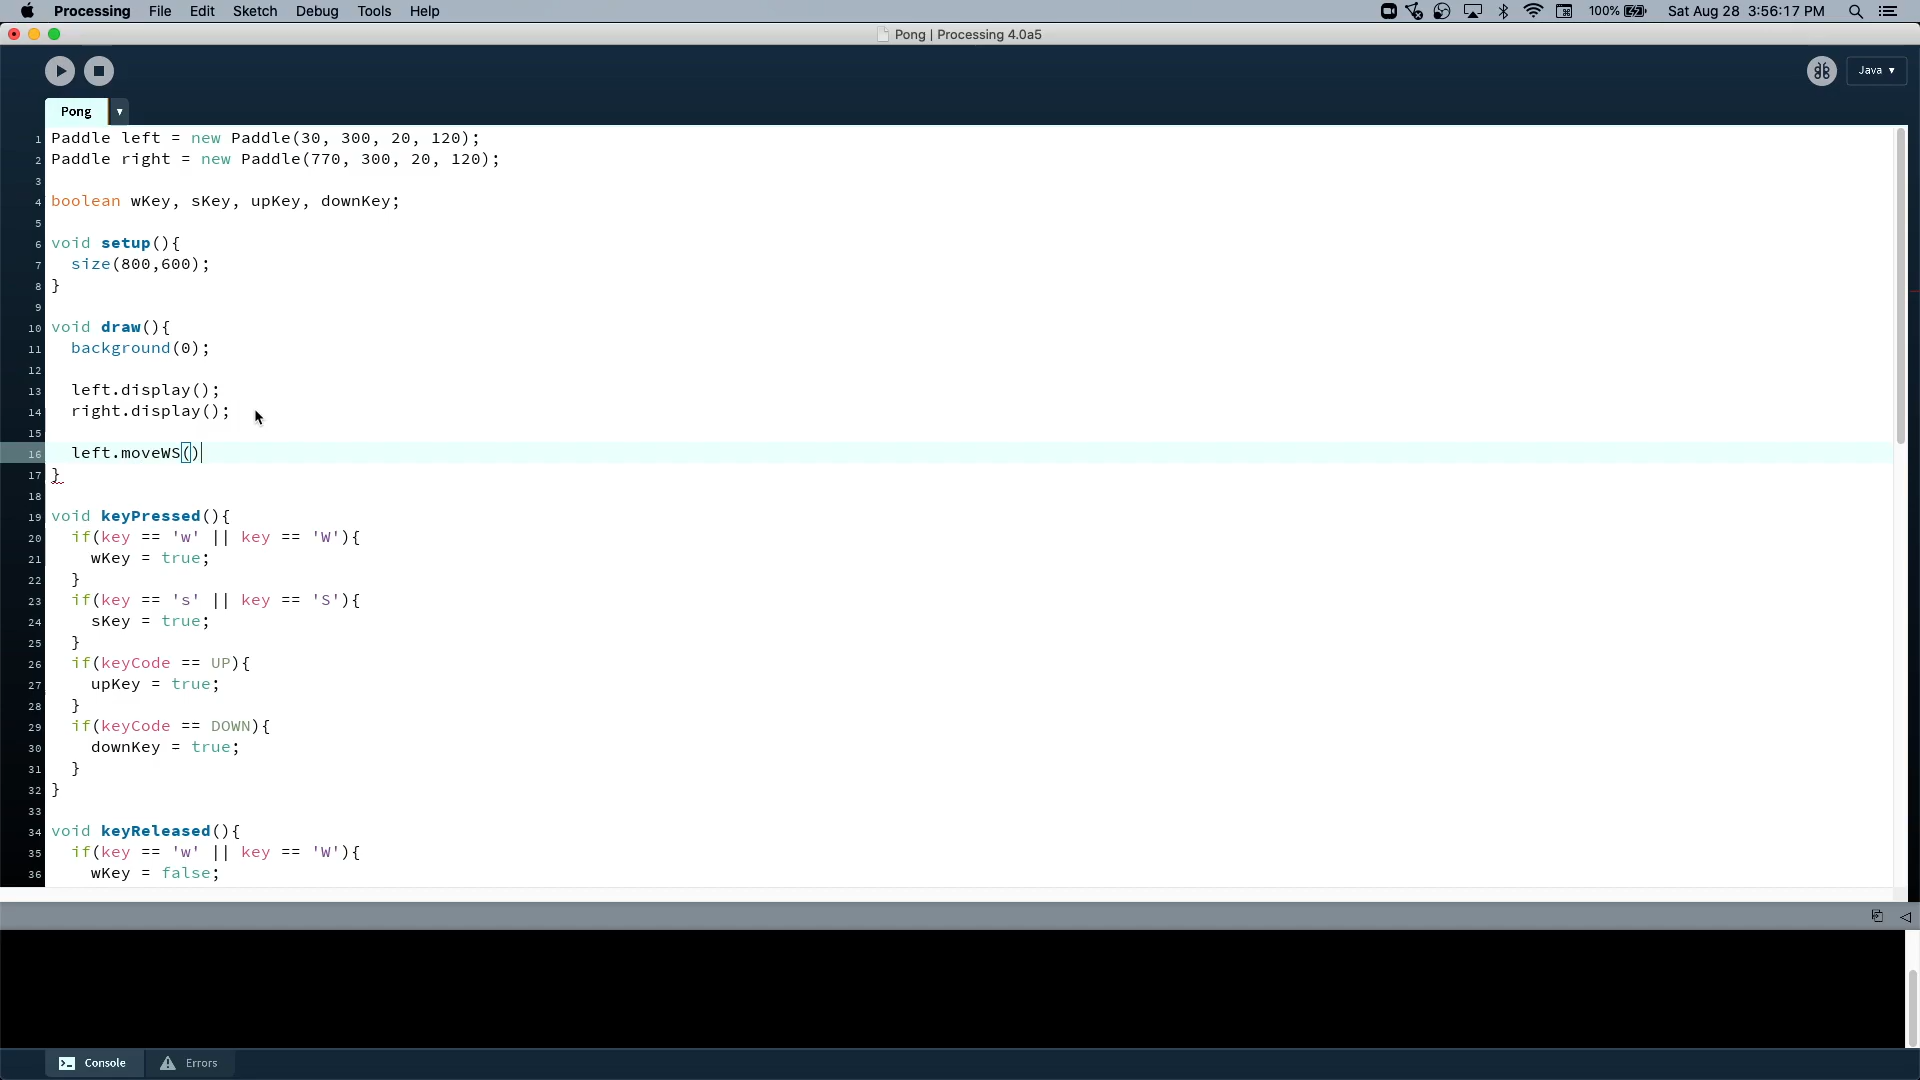 Processing File Edit Sketch Debug Tools Help 100% Sat Aug 28 3:56:17 PM
Pong | Processing 4.0a5
Java ▾
Pong ▾
1 Paddle left = new Paddle(30, 300, 20, 120);
2 Paddle right = new Paddle(770, 300, 20, 120);
3
4 boolean wKey, sKey, upKey, downKey;
5
6 void setup(){
7   size(800,600);
8 }
9
10 void draw(){
11   background(0);
12
13   left.display();
14   right.display();
15
16   left.moveWS()
17 }
18
19 void keyPressed(){
20   if(key == 'w' || key == 'W'){
21     wKey = true;
22   }
23   if(key == 's' || key == 'S'){
24     sKey = true;
25   }
26   if(keyCode == UP){
27     upKey = true;
28   }
29   if(keyCode == DOWN){
30     downKey = true;
31   }
32 }
33
34 void keyReleased(){
35   if(key == 'w' || key == 'W'){
36     wKey = false;
Console Errors